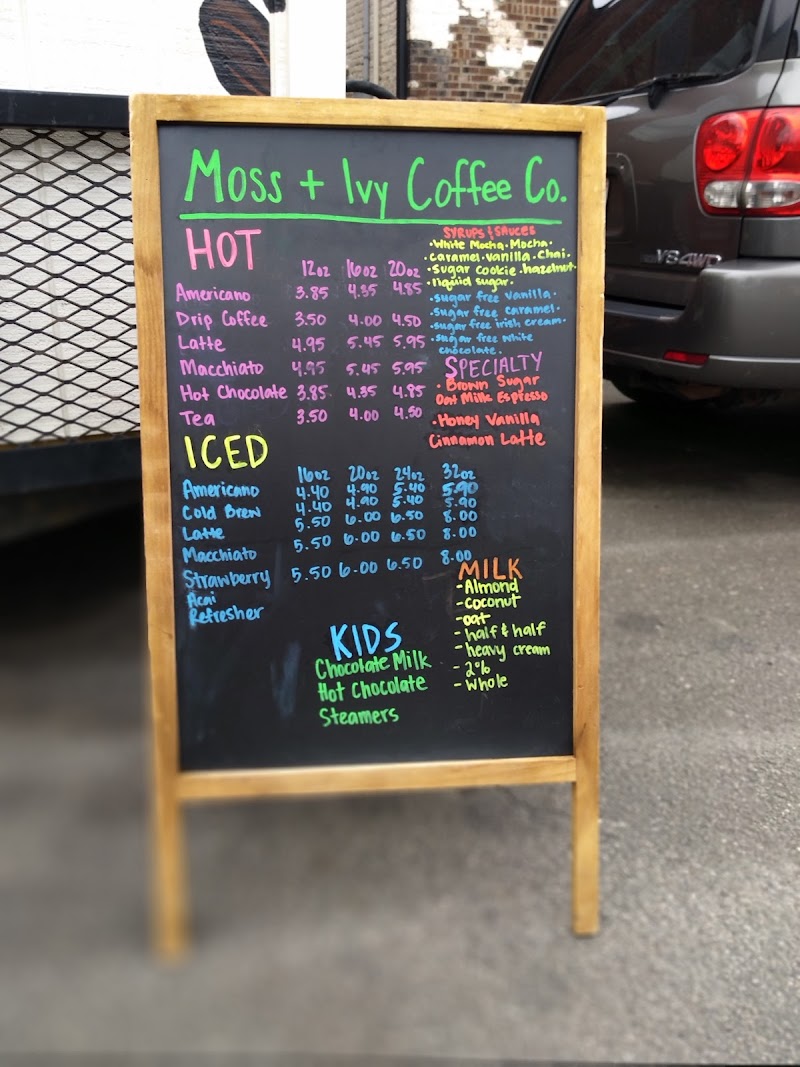 Moss + Ivy Coffee Co.
HOT
12oz 16oz 20oz
Americano 3.85 4.35 4.85
Drip Coffee 3.50 4.00 4.50
Latte 4.95 5.45 5.95
Macchiato 4.95 5.45 5.95
Hot Chocolate 3.85 4.35 4.85
Tea 3.50 4.00 4.50
SYRUPS & SAUCES
·White Mocha·Mocha·
caramel·vanilla·Chai·
·sugar cookie·hazelnut·
liquid sugar·
·sugar free vanilla·
·sugar free caramel·
·sugar free irish cream·
·sugar free white
chocolate·
SPECIALTY
·Brown Sugar
Oat Milk Espresso
·Honey Vanilla
Cinnamon Latte
ICED
16oz 20oz 24oz 32oz
Americano 4.40 4.90 5.40 5.90
Cold Brew 4.40 4.90 5.40 5.90
Latte 5.50 6.00 6.50 8.00
Macchiato 5.50 6.00 6.50 8.00
Strawberry 5.50 6.00 6.50 8.00
Acai
Refresher
MILK
-Almond
-coconut
-oat
-half & half
-heavy cream
-2%
-whole
KIDS
Chocolate Milk
Hot Chocolate
Steamers
V8 4WD